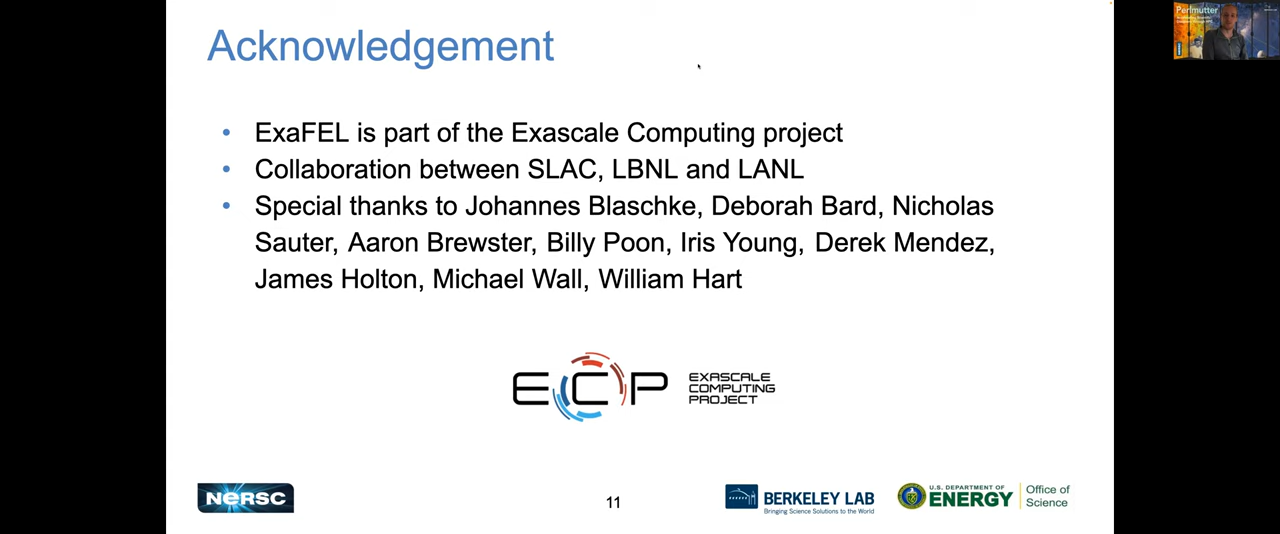 Acknowledgement
Perlmutter
• ExaFEL is part of the Exascale Computing project
• Collaboration between SLAC, LBNL and LANL
• Special thanks to Johannes Blaschke, Deborah Bard, Nicholas
Sauter, Aaron Brewster, Billy Poon, Iris Young, Derek Mendez,
James Holton, Michael Wall, William Hart
ECP
EXASCALE
COMPUTING
PROJECT
NERSC
11
BERKELEY LAB
Bringing Science Solutions to the World
U.S. DEPARTMENT OF
ENERGY
Office of
Science